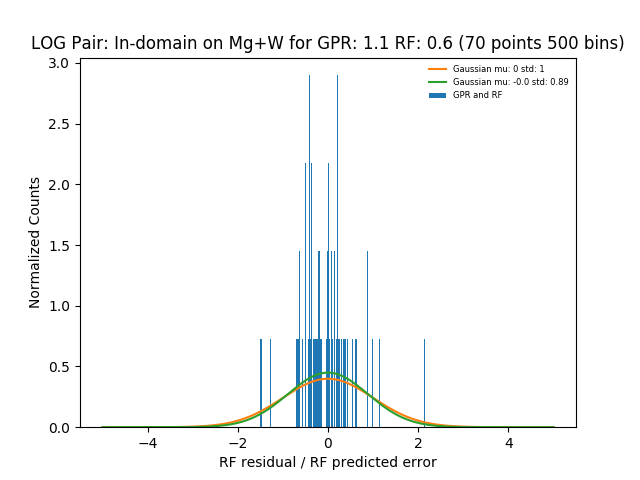 LOG Pair: In-domain on Mg+W for GPR: 1.1 RF: 0.6 (70 points 500 bins)
Gaussian mu: 0 std: 1
Gaussian mu: -0.0 std: 0.89
GPR and RF
Normalized Counts
3.0
2.5
2.0
1.5
1.0
0.5
0.0
−4
−2
0
2
4
RF residual / RF predicted error